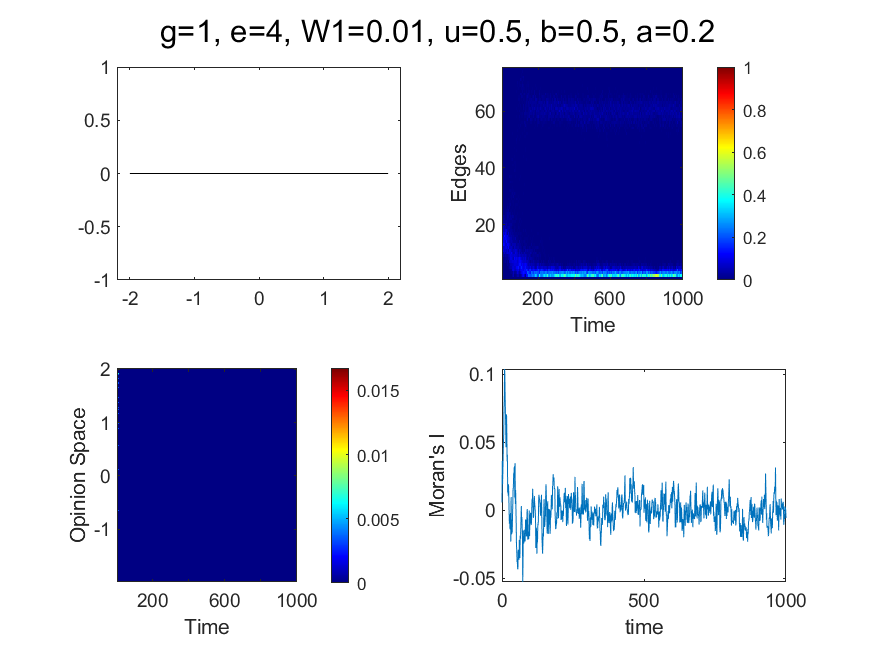 g=1, e=4, W1=0.01, u=0.5, b=0.5, a=0.2
1
0.5
0
-0.5
-1
-2 -1 0 1 2
Edges
60
40
20
200 600 1000
Time
1
0.8
0.6
0.4
0.2
0
Opinion Space
2
1
0
-1
200 600 1000
Time
0.015
0.01
0.005
0
Moran's I
0.1
0.05
0
-0.05
0 500 1000
time